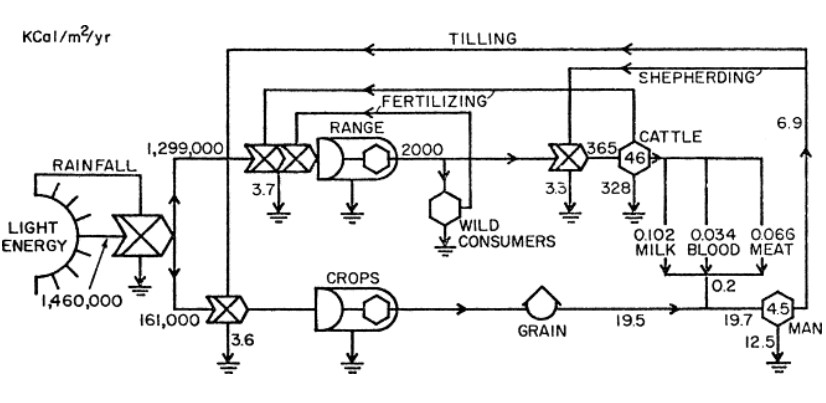 KCal/m²/yr
TILLING
SHEPHERDING
FERTILIZING
RANGE
CATTLE
6.9
1,299,000
2000
365
46
RAINFALL
3.7
3.3
328
LIGHT
ENERGY
WILD
CONSUMERS
0.102
MILK
0.034
BLOOD
0.066
MEAT
1,460,000
CROPS
0.2
161,000
GRAIN
19.5
19.7
4.5
MAN
3.6
12.5